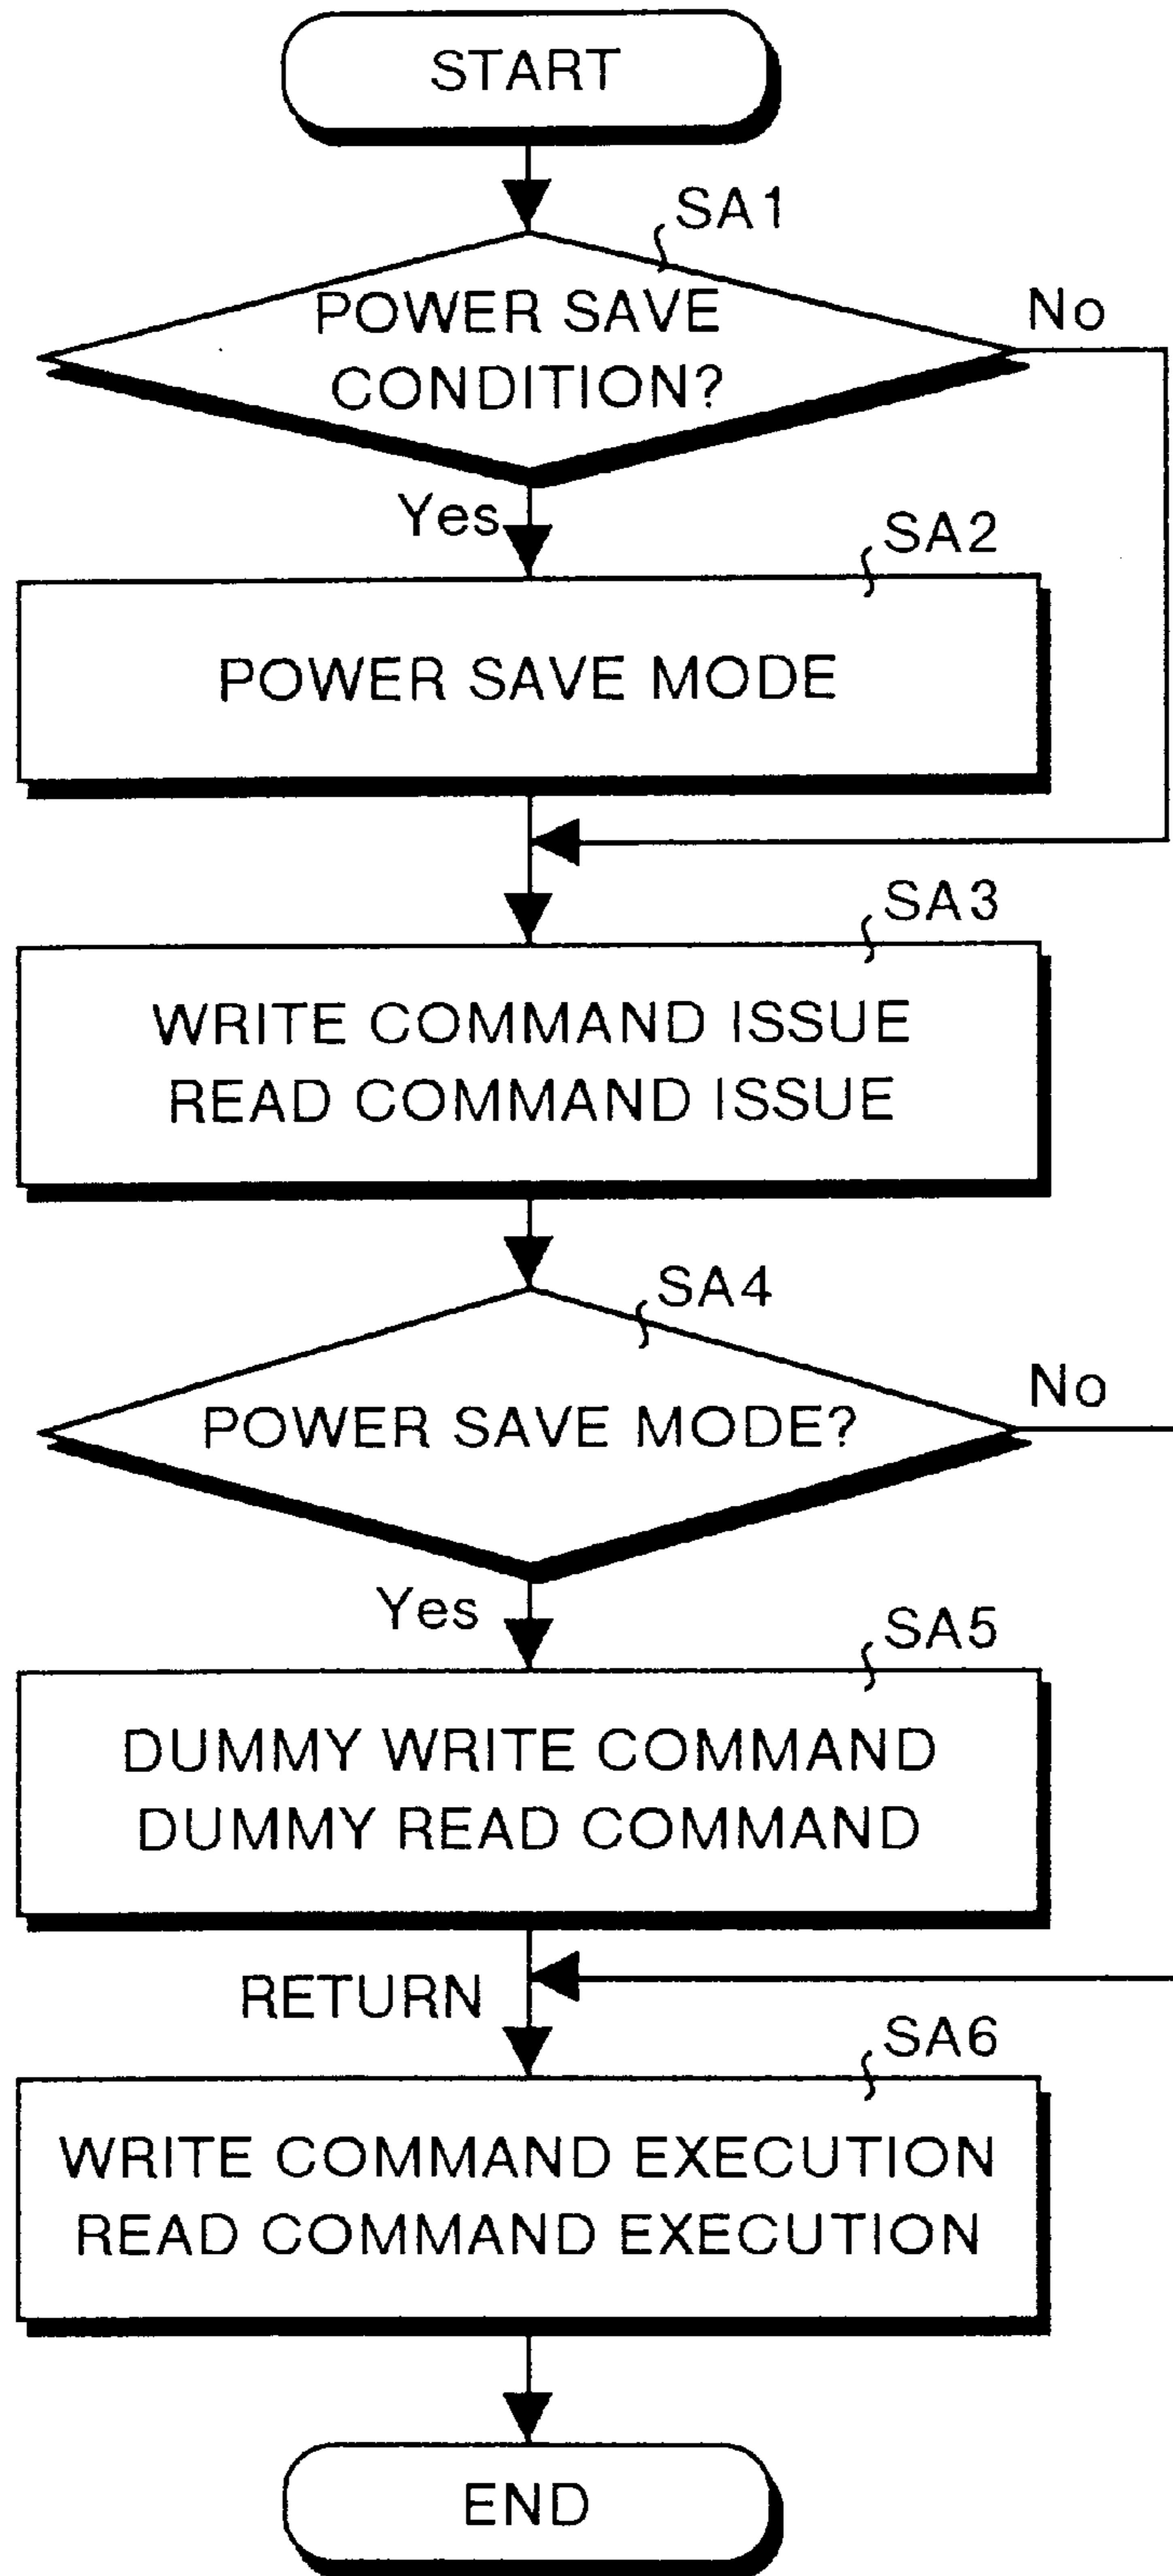 START
SA1
POWER SAVE
CONDITION?
No
Yes
SA2
POWER SAVE MODE
SA3
WRITE COMMAND ISSUE
READ COMMAND ISSUE
SA4
POWER SAVE MODE?
No
Yes
SA5
DUMMY WRITE COMMAND
DUMMY READ COMMAND
RETURN
SA6
WRITE COMMAND EXECUTION
READ COMMAND EXECUTION
END